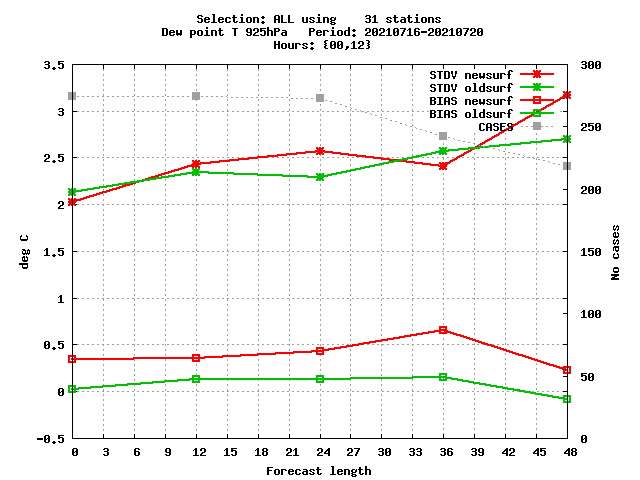 Selection: ALL using    31 stations
Dew point T 925hPa   Period: 20210716-20210720
Hours: {00,12}
STDV newsurf
STDV oldsurf
BIAS newsurf
BIAS oldsurf
CASES
3.5
3
2.5
2
1.5
1
0.5
0
-0.5
deg C
300
250
200
150
100
50
0
No cases
0 3 6 9 12 15 18 21 24 27 30 33 36 39 42 45 48
Forecast length